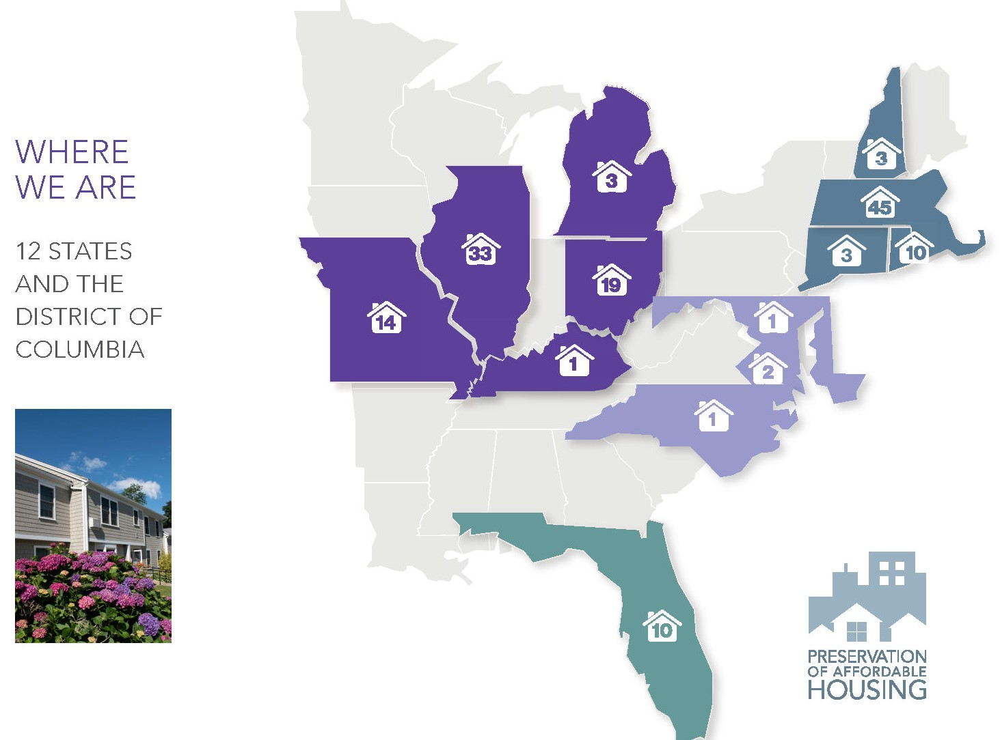 WHERE
WE ARE
12 STATES
AND THE
DISTRICT OF
COLUMBIA
3
3
45
33
3
10
19
14
1
1
2
1
10
PRESERVATION
OF AFFORDABLE
HOUSING